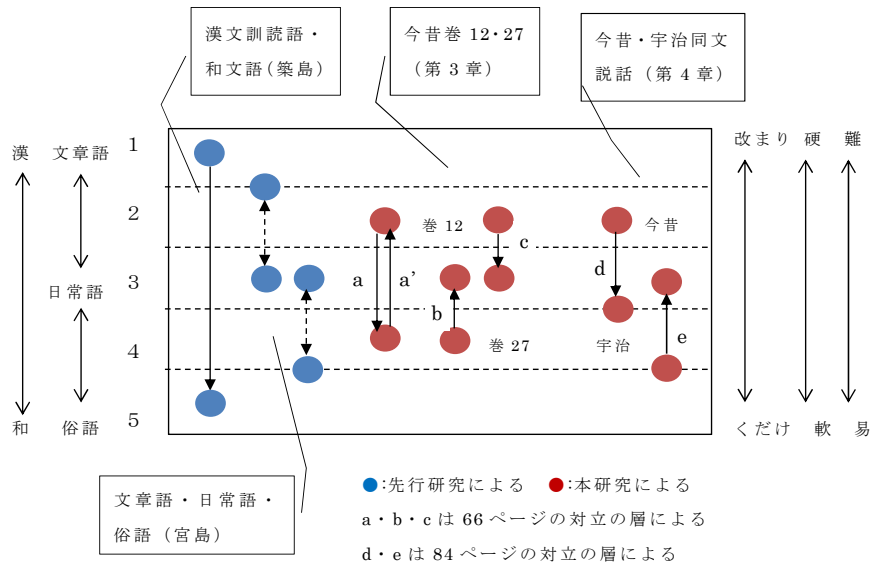 漢文訓読語・
和文語(築島)
今昔巻 12・27
(第 3 章)
今昔・宇治同文
説話 (第 4 章)
漢 文章語
1
改まり 硬 難
2
巻 12
c
今昔
日常語
3
a
a’
b
d
4
巻 27
宇治
e
和 俗語
5
くだけ 軟 易
文章語・日常語・
俗語 (宮島)
●:先行研究による ●:本研究による
a・b・c は 66 ページの対立の層による
d・e は 84 ページの対立の層による